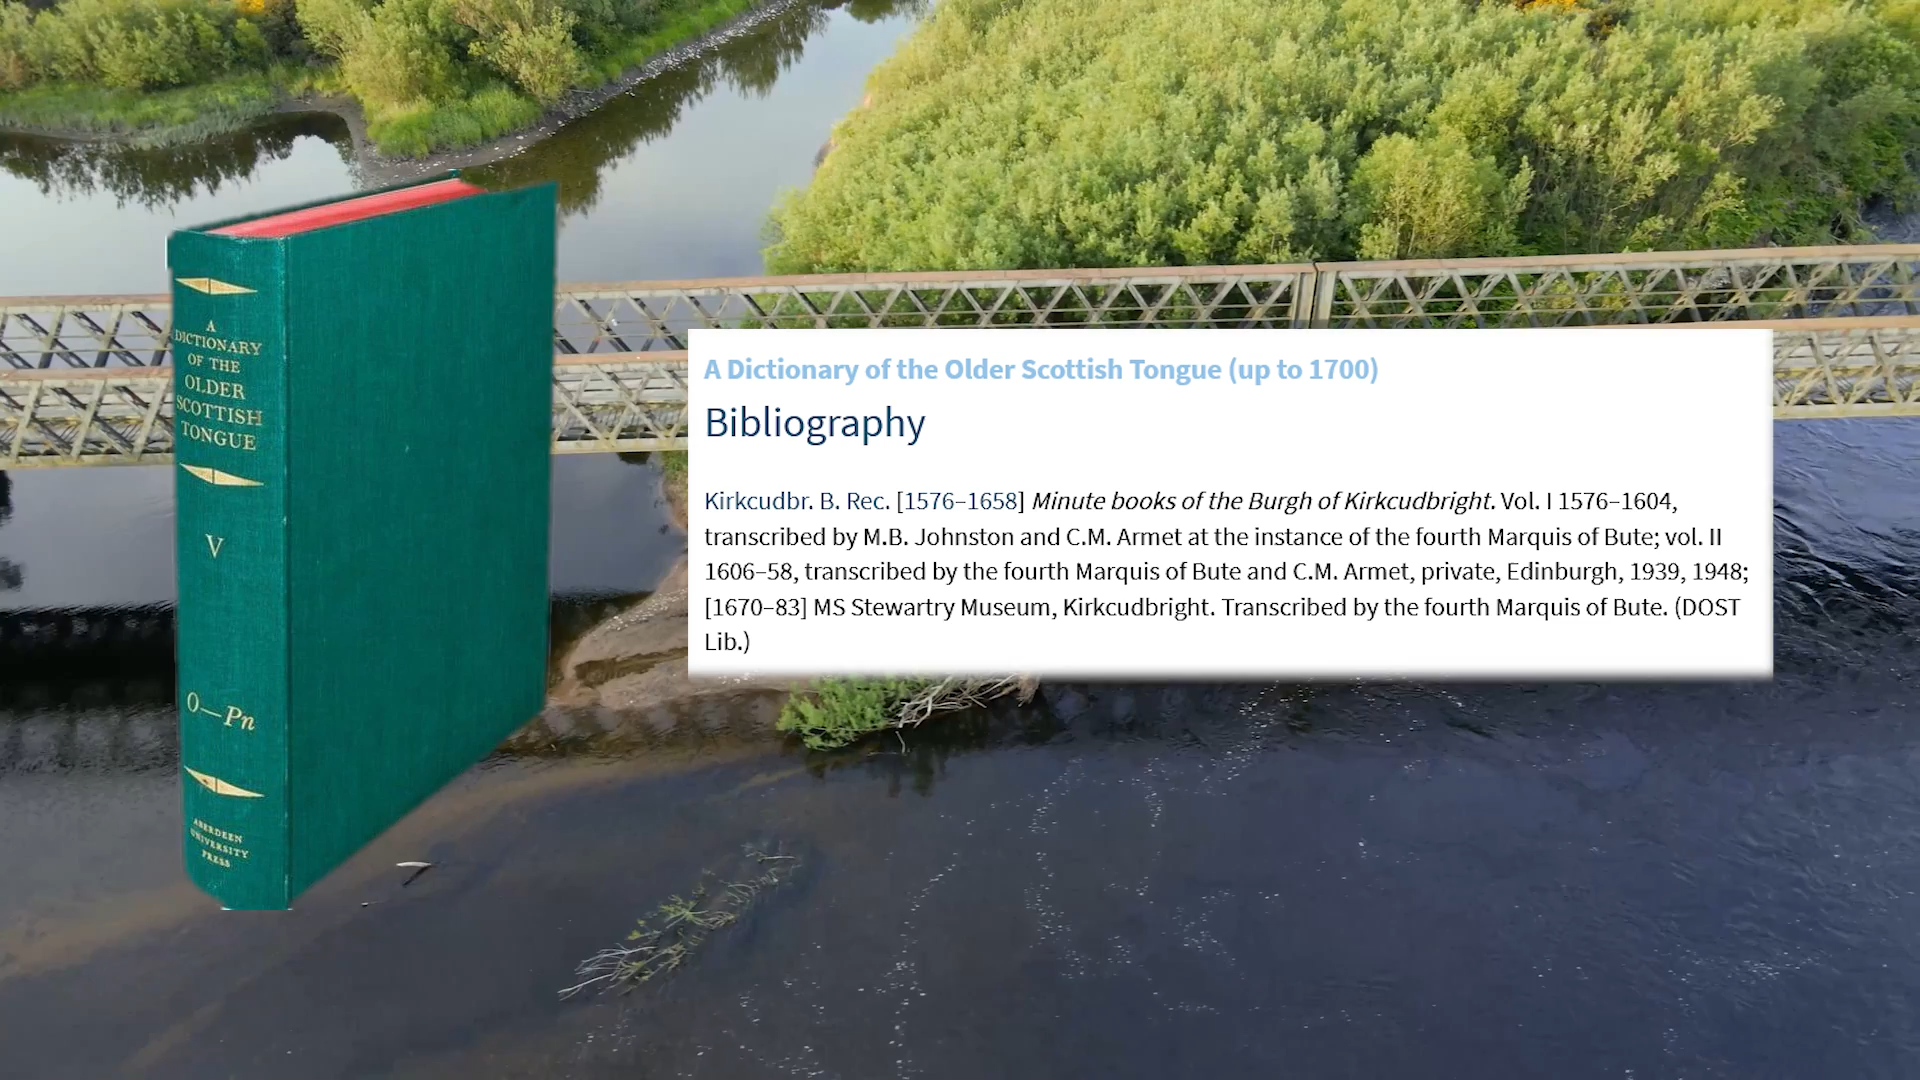 A
DICTIONARY
OF THE
OLDER
SCOTTISH
TONGUE
V
O—Pn
ABERDEEN
UNIVERSITY
PRESS
A Dictionary of the Older Scottish Tongue (up to 1700)
Bibliography
Kirkcudbr. B. Rec. [1576–1658] Minute books of the Burgh of Kirkcudbright. Vol. I 1576–1604,
transcribed by M.B. Johnston and C.M. Armet at the instance of the fourth Marquis of Bute; vol. II
1606–58, transcribed by the fourth Marquis of Bute and C.M. Armet, private, Edinburgh, 1939, 1948;
[1670–83] MS Stewartry Museum, Kirkcudbright. Transcribed by the fourth Marquis of Bute. (DOST
Lib.)